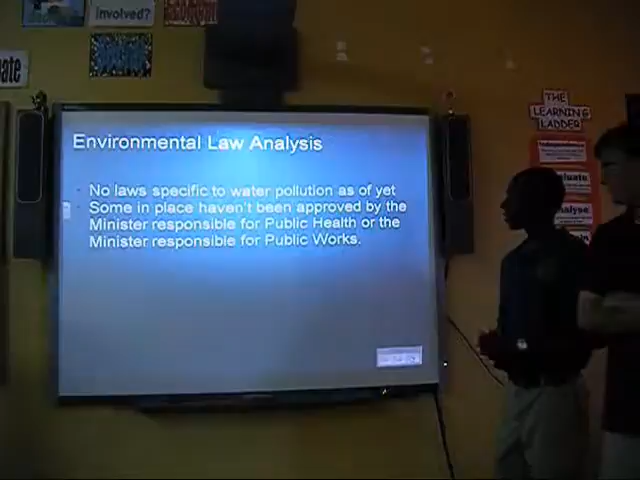 involved?
ate
Environmental Law Analysis
No laws specific to water pollution as of yet
Some in place haven't been approved by the
Minister responsible for Public Health or the
Minister responsible for Public Works.
THE
LEARNING
LADDER